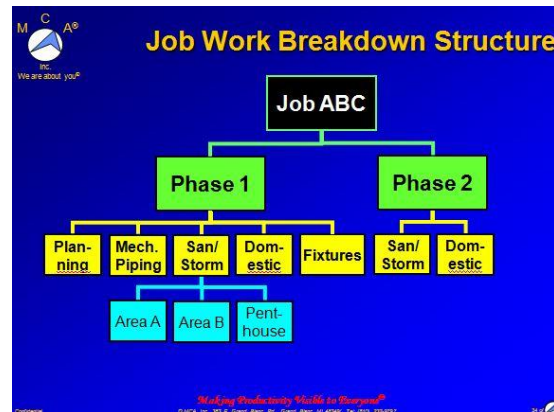 M C A®
Inc.
We are about you®
Job Work Breakdown Structure
Job ABC
Phase 1
Phase 2
Plan-
ning
Mech.
Piping
San/
Storm
Dom-
estic
Fixtures
San/
Storm
Dom-
estic
Area A
Area B
Pent-
house
Making Productivity Visible to Everyone®
Confidential